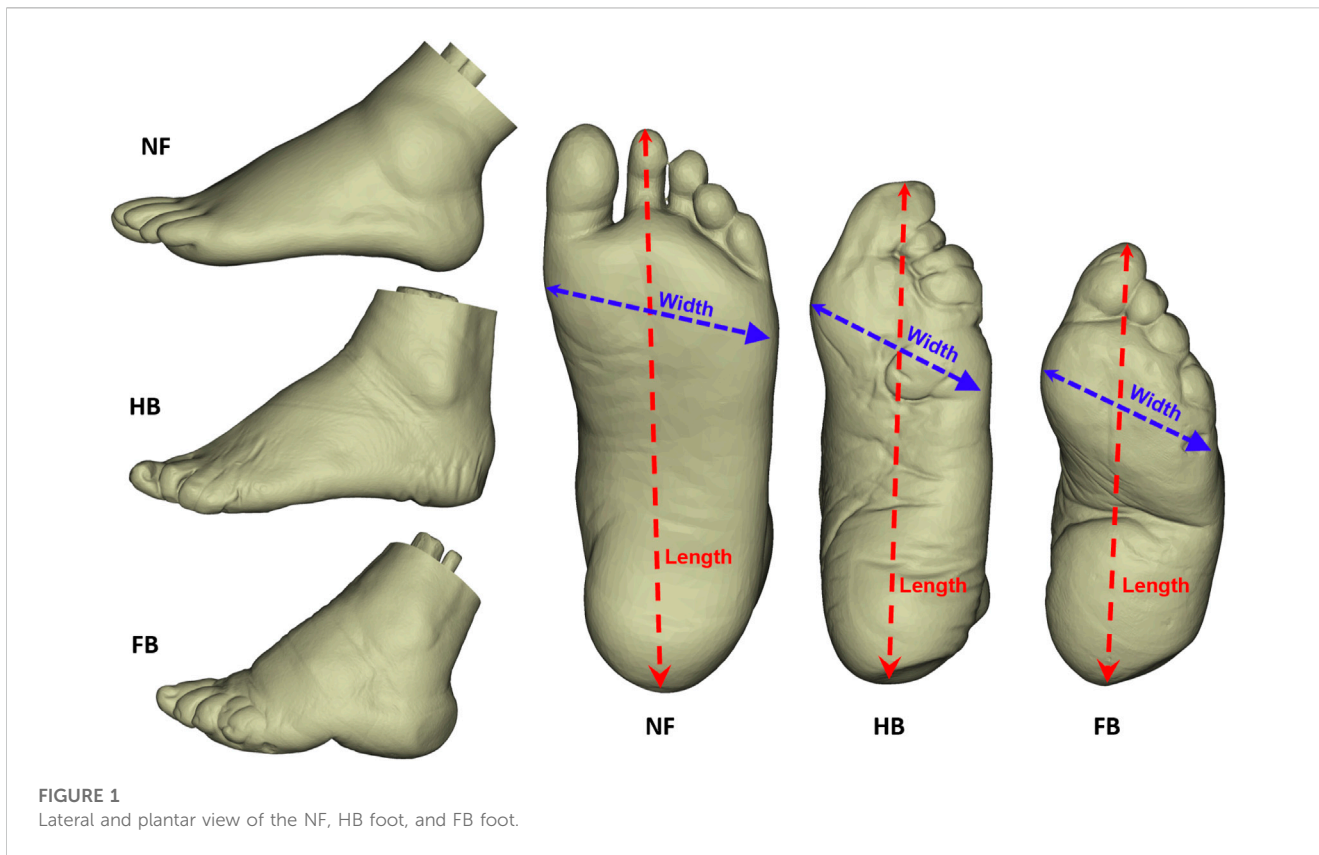 NF
HB
FB
Width
Length
NF
Width
Length
HB
Width
Length
FB
FIGURE 1
Lateral and plantar view of the NF, HB foot, and FB foot.